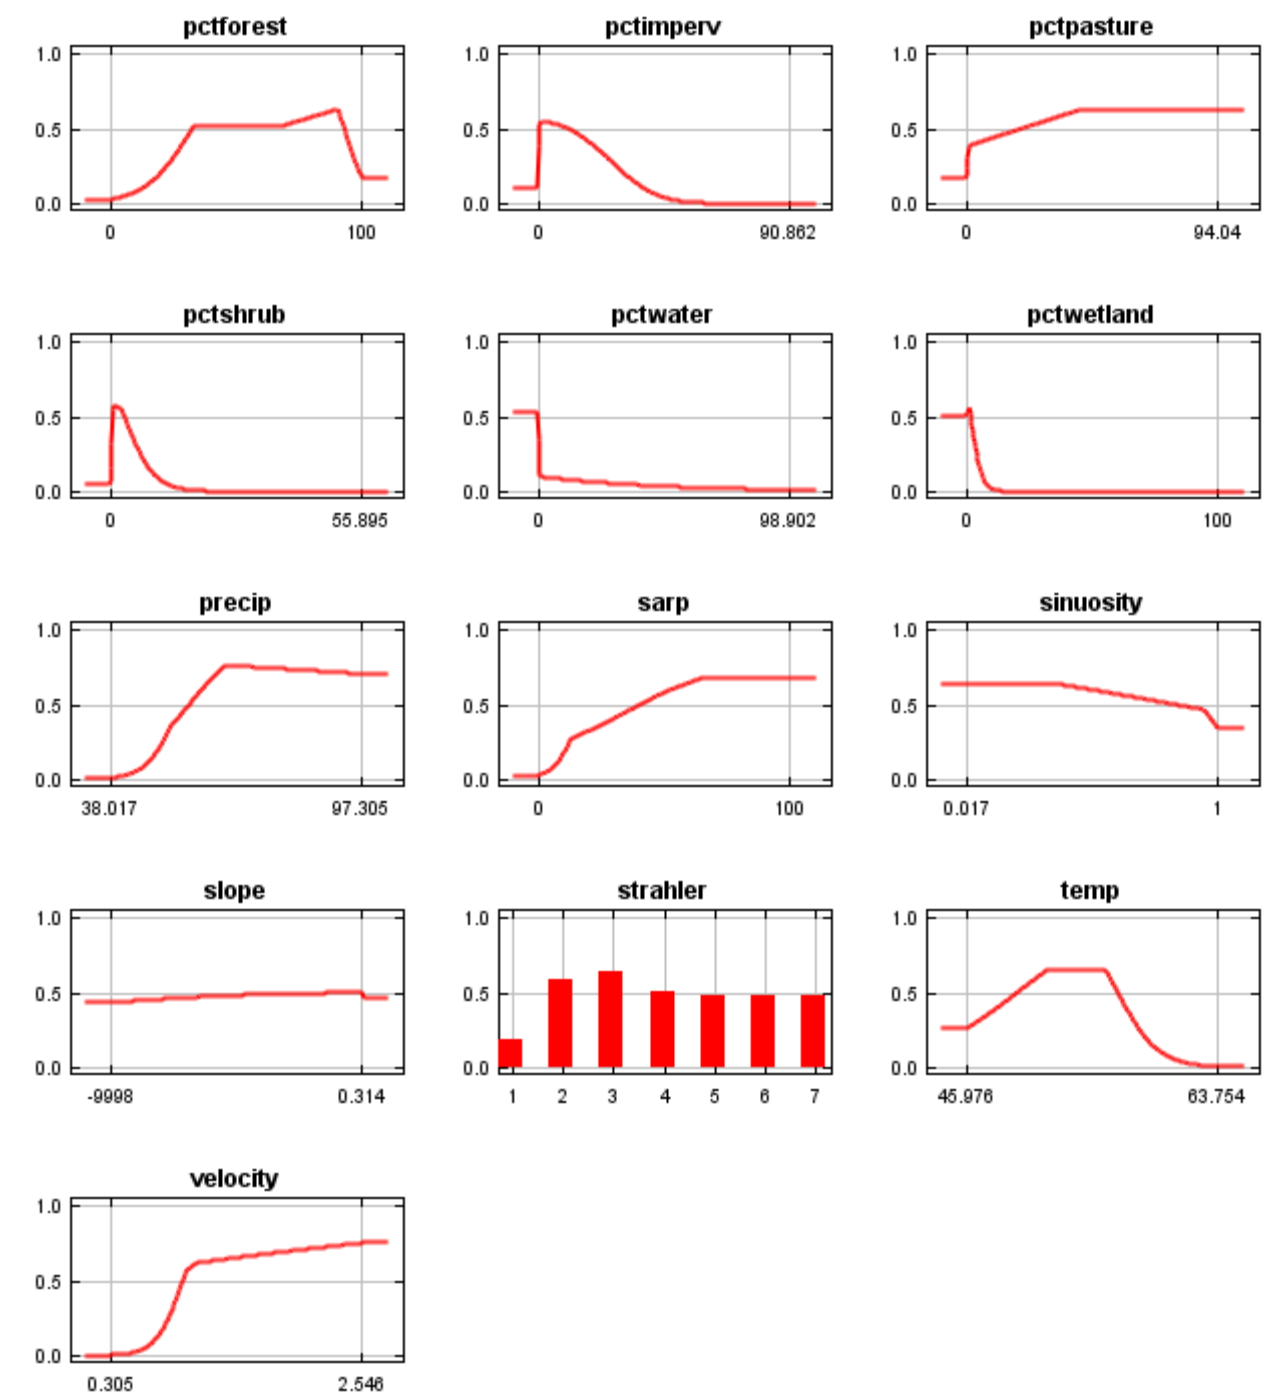 pctforest pctimperv pctpasture
1.0 1.0 1.0
0.5 0.5 0.5
0.0 0.0 0.0
0 100 0 90.862 0 94.04
pctshrub pctwater pctwetland
1.0 1.0 1.0
0.5 0.5 0.5
0.0 0.0 0.0
0 55.895 0 98.902 0 100
precip sarp sinuosity
1.0 1.0 1.0
0.5 0.5 0.5
0.0 0.0 0.0
38.017 97.305 0 100 0.017 1
slope strahler temp
1.0 1.0 1.0
0.5 0.5 0.5
0.0 0.0 0.0
-9998 0.314 1 2 3 4 5 6 7 45.976 63.754
velocity
1.0
0.5
0.0
0.305 2.546